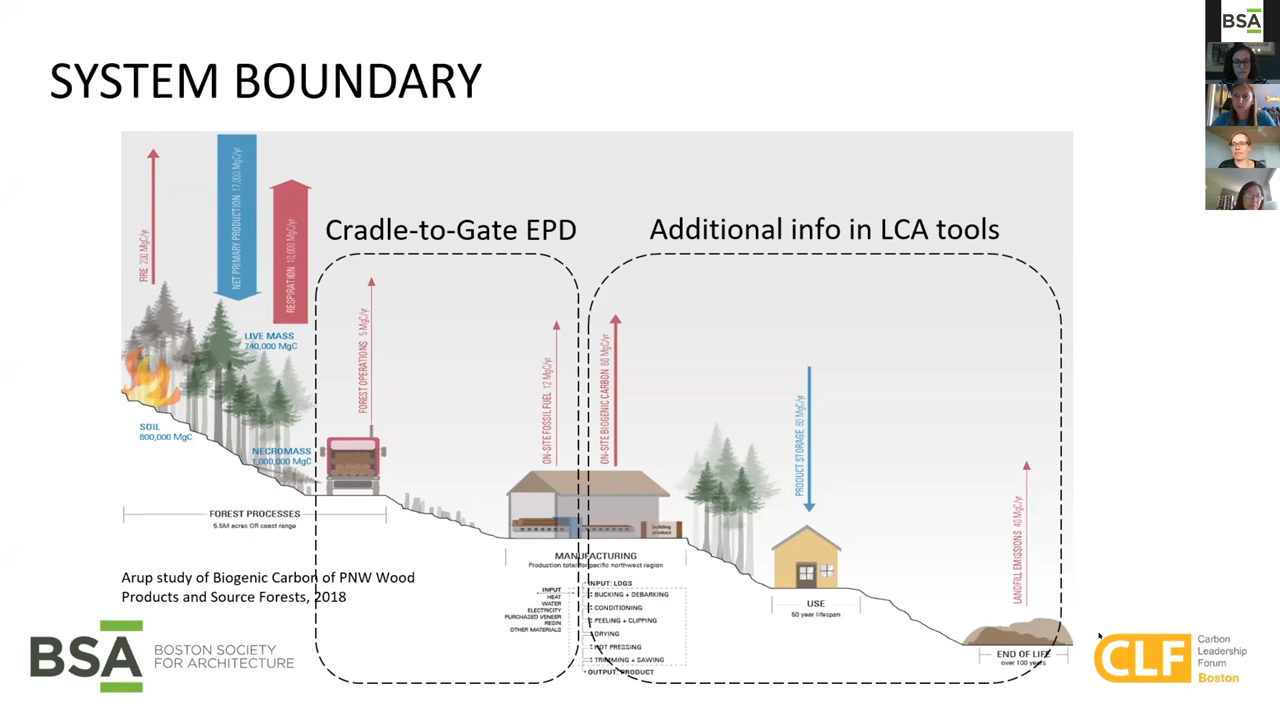 BSA
SYSTEM BOUNDARY
Cradle-to-Gate EPD
Additional info in LCA tools
FIRE 200 MgC/yr
NET PRIMARY PRODUCTION 17,000 MgC/yr
RESPIRATION 10,000 MgC/yr
LIVE MASS
740,000 MgC
FOREST OPERATIONS 5 MgC/yr
ON-SITE FOSSIL FUEL 12 MgC/yr
ON-SITE BIOGENIC CARBON 60 MgC/yr
PRODUCT STORAGE 60 MgC/yr
LANDFILL EMISSIONS 40 MgC/yr
SOIL
800,000 MgC
NECROMASS
1,000,000 MgC
FOREST PROCESSES
5.5M acres OR coast range
building
product
MANUFACTURING
Production total for pacific northwest region
INPUT
HEAT
WATER
ELECTRICITY
PURCHASED VENEER
RESIN
OTHER MATERIALS
INPUT: LOGS
BUCKING + DEBARKING
CONDITIONING
PEELING + CLIPPING
DRYING
HOT PRESSING
TRIMMING + SAWING
OUTPUT: PRODUCT
USE
50 year lifespan
END OF LIFE
over 100 years
Arup study of Biogenic Carbon of PNW Wood
Products and Source Forests, 2018
BSA
BOSTON SOCIETY
FOR ARCHITECTURE
CLF
Carbon
Leadership
Forum
Boston